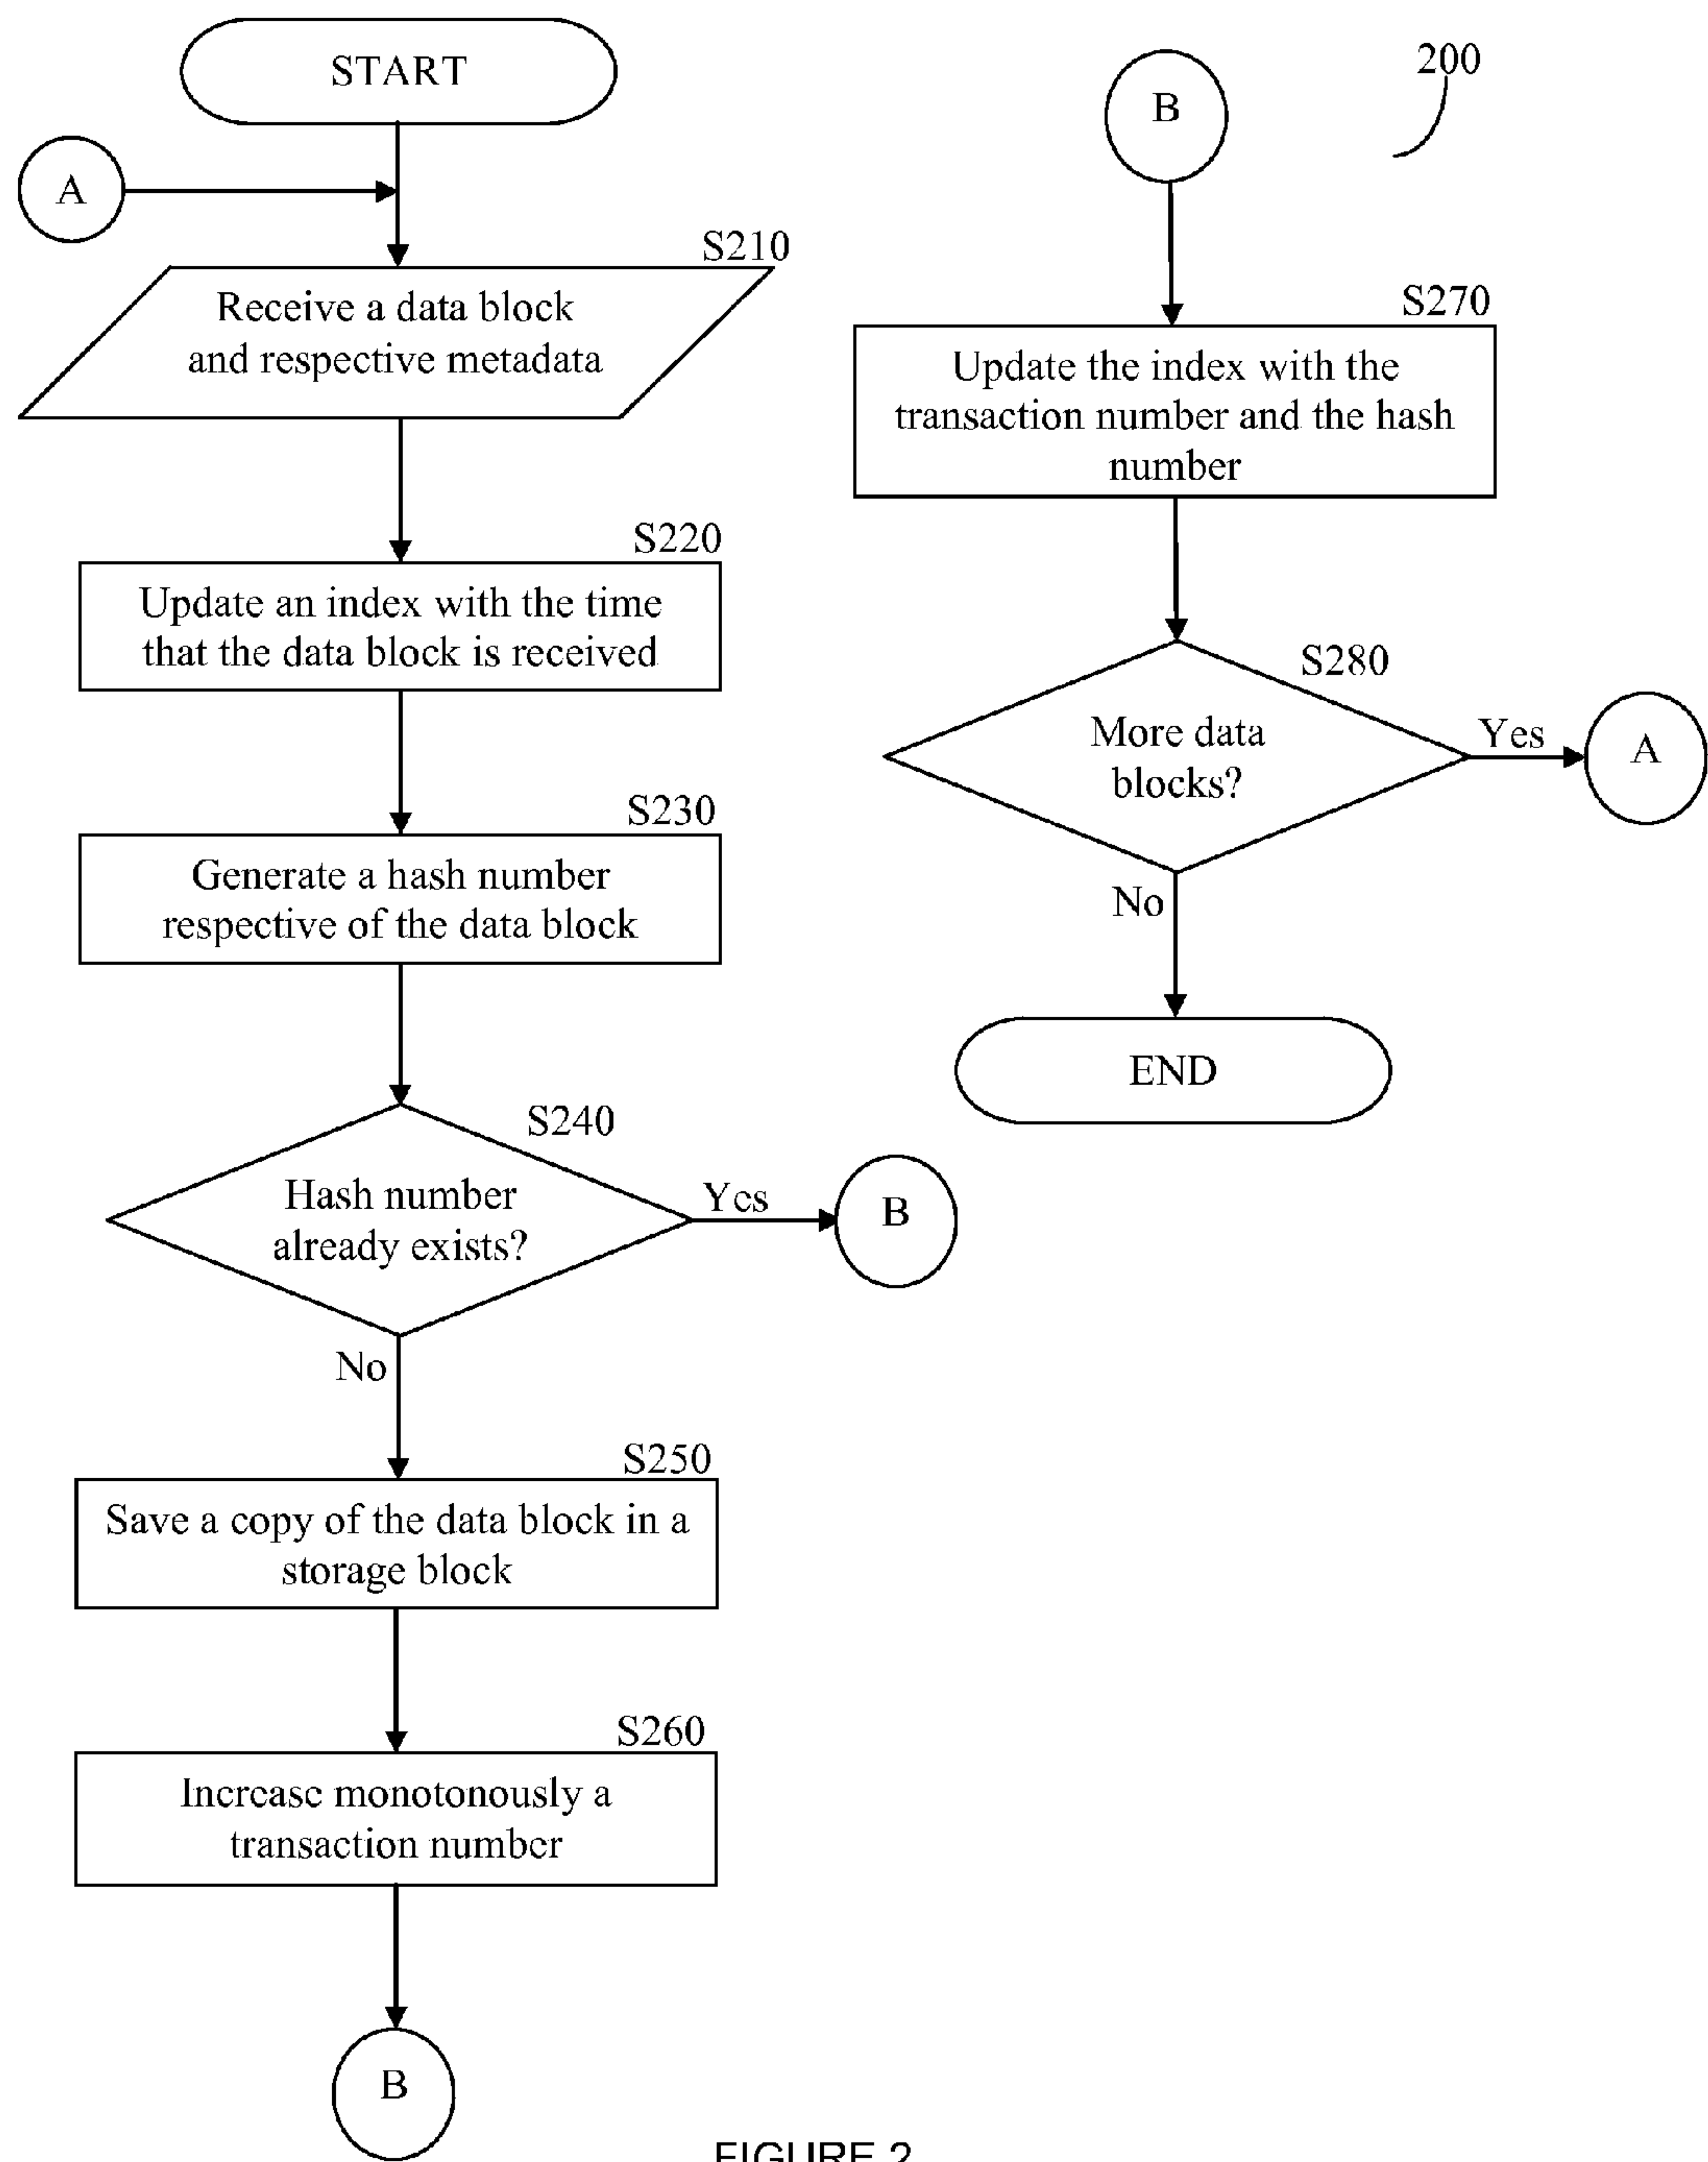 START
A
S210
Receive a data block
and respective metadata
S220
Update an index with the time
that the data block is received
S230
Generate a hash number
respective of the data block
S240
Hash number
already exists?
Yes
B
No
S250
Save a copy of the data block in a
storage block
S260
Increase monotonously a
transaction number
B
B
200
S270
Update the index with the
transaction number and the hash
number
S280
More data
blocks?
Yes
A
No
END
FIGURE 2